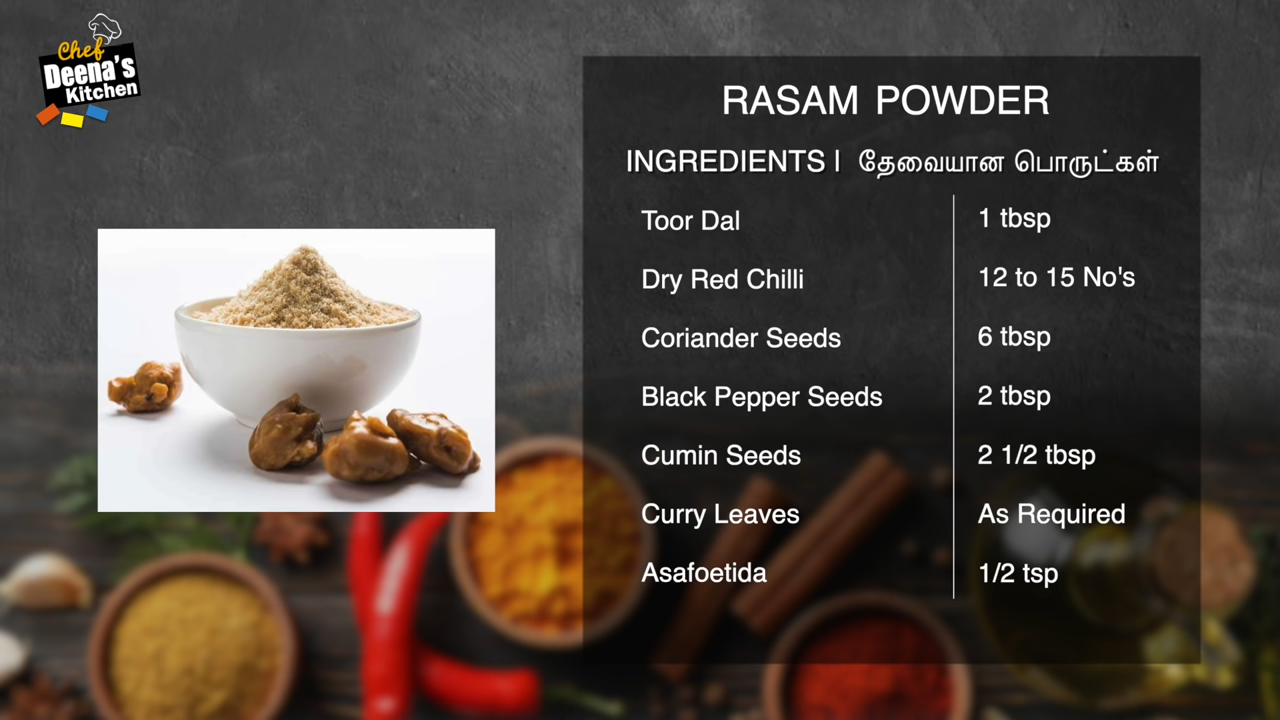 Chef
Deena's
Kitchen
RASAM POWDER
INGREDIENTS | தேவையான பொருட்கள்
Toor Dal 1 tbsp
Dry Red Chilli 12 to 15 No's
Coriander Seeds 6 tbsp
Black Pepper Seeds 2 tbsp
Cumin Seeds 2 1/2 tbsp
Curry Leaves As Required
Asafoetida 1/2 tsp